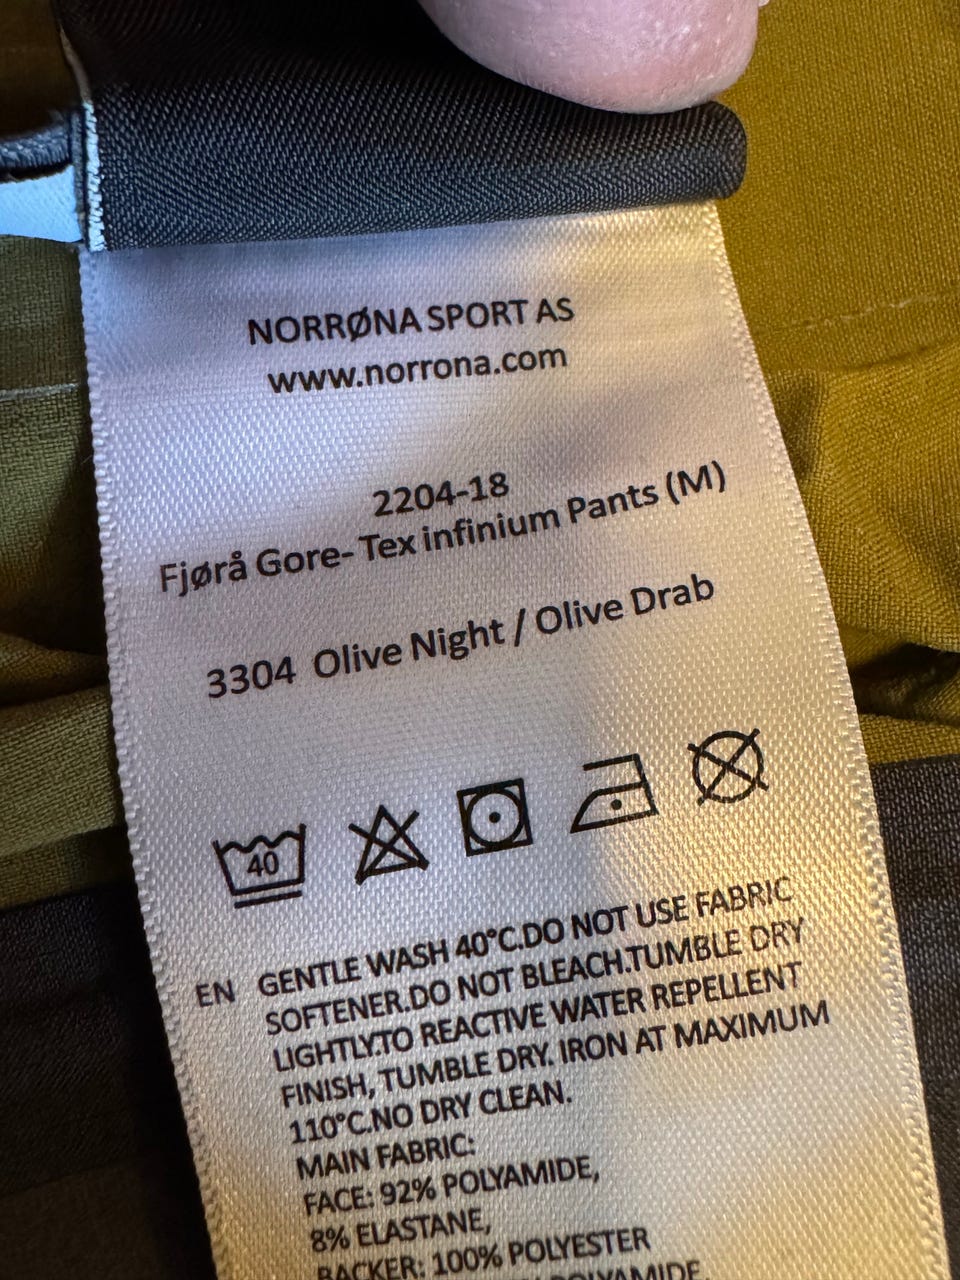 NORRØNA SPORT AS
www.norrona.com
2204-18
Fjørå Gore- Tex infinium Pants (M)
3304 Olive Night / Olive Drab
40
EN GENTLE WASH 40°C.DO NOT USE FABRIC
SOFTENER.DO NOT BLEACH.TUMBLE DRY
LIGHTLY.TO REACTIVE WATER REPELLENT
FINISH, TUMBLE DRY. IRON AT MAXIMUM
110°C.NO DRY CLEAN.
MAIN FABRIC:
FACE: 92% POLYAMIDE,
8% ELASTANE,
BACKER: 100% POLYESTER
POLYAMIDE